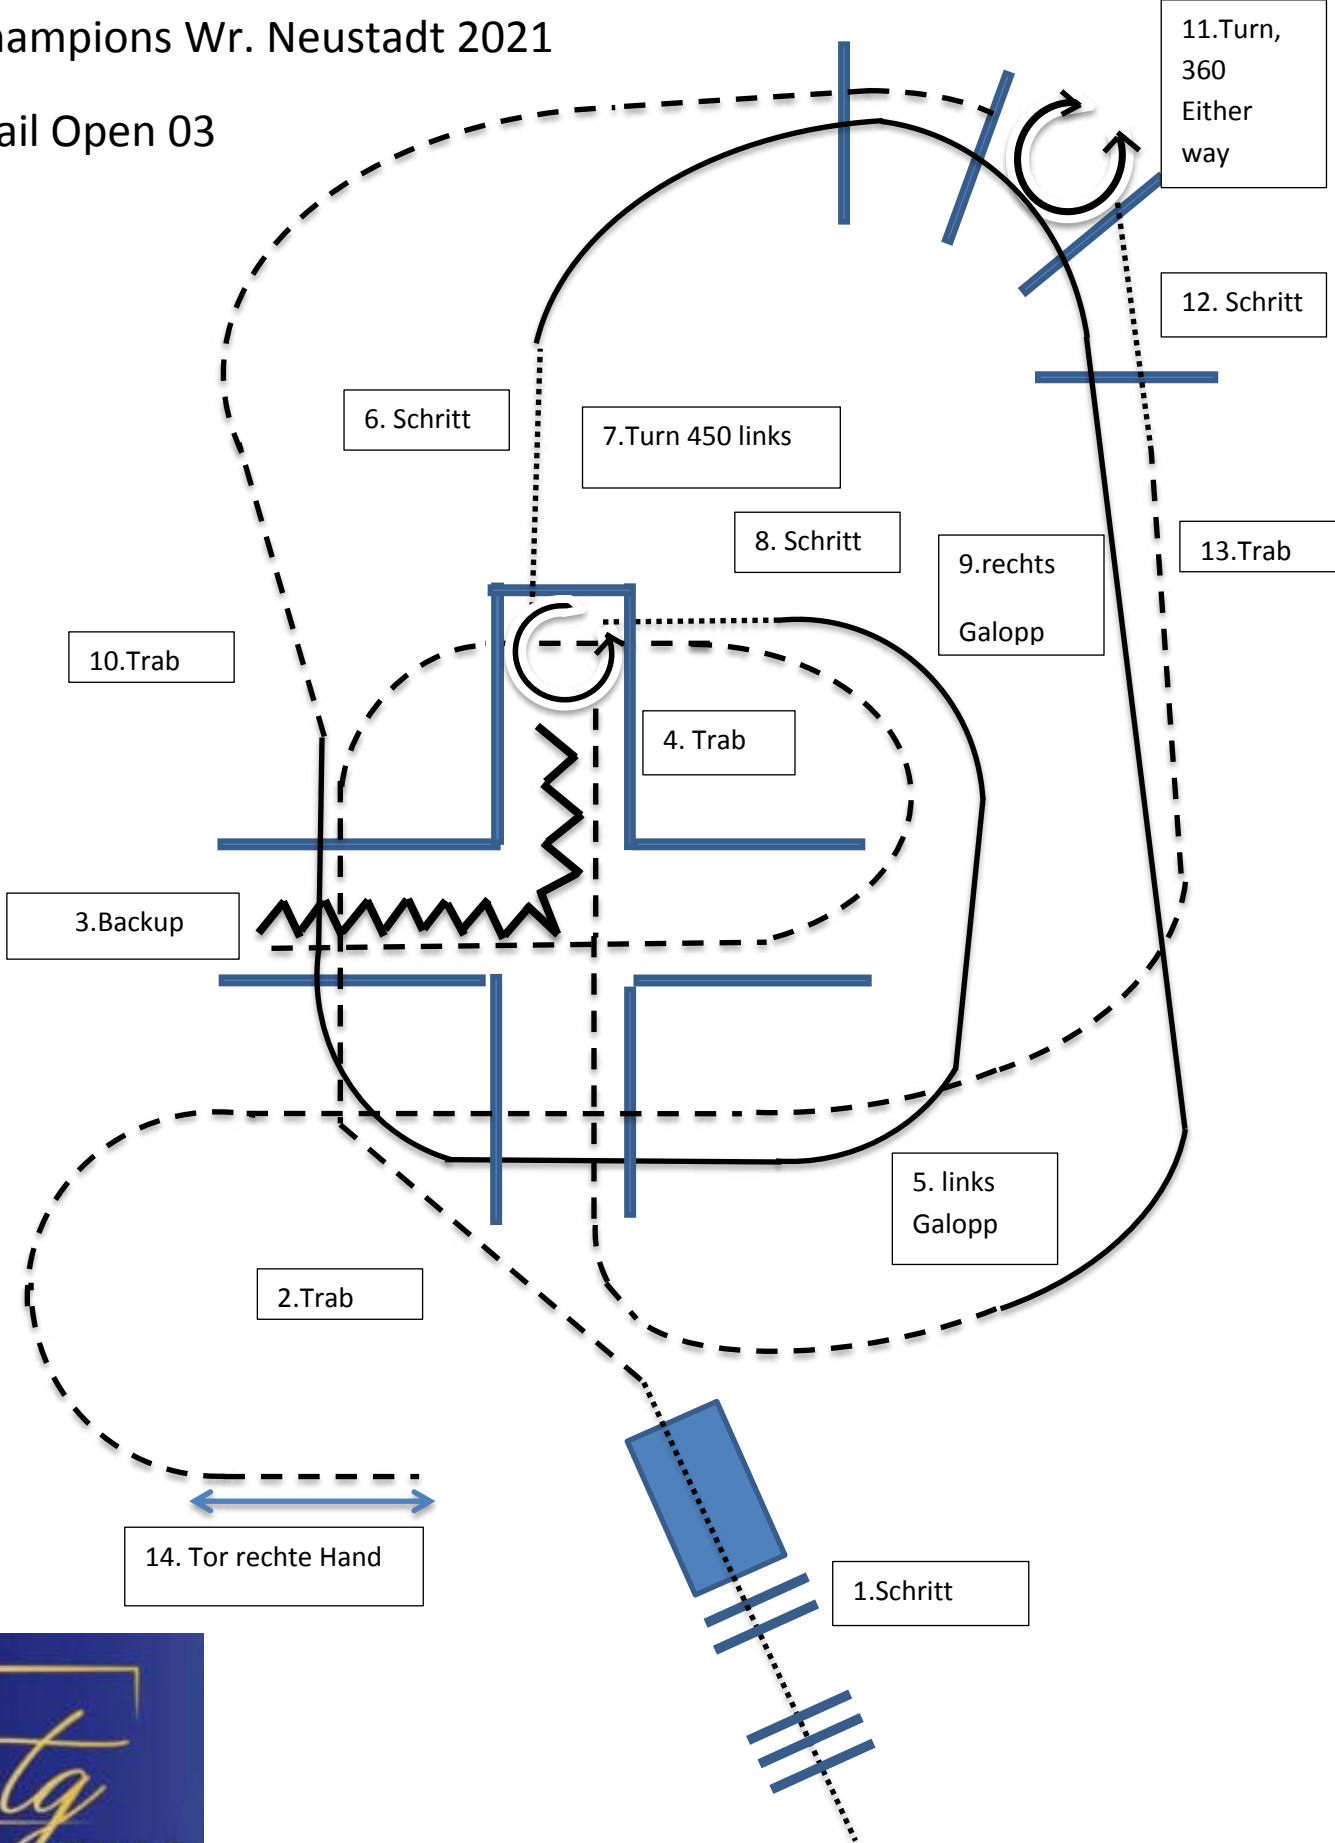 hampions Wr. Neustadt 2021
ail Open 03
11.Turn,
360
Either
way
12. Schritt
6. Schritt
7.Turn 450 links
8. Schritt
9.rechts
Galopp
13.Trab
10.Trab
4. Trab
3.Backup
5. links
Galopp
2.Trab
14. Tor rechte Hand
1.Schritt
tg